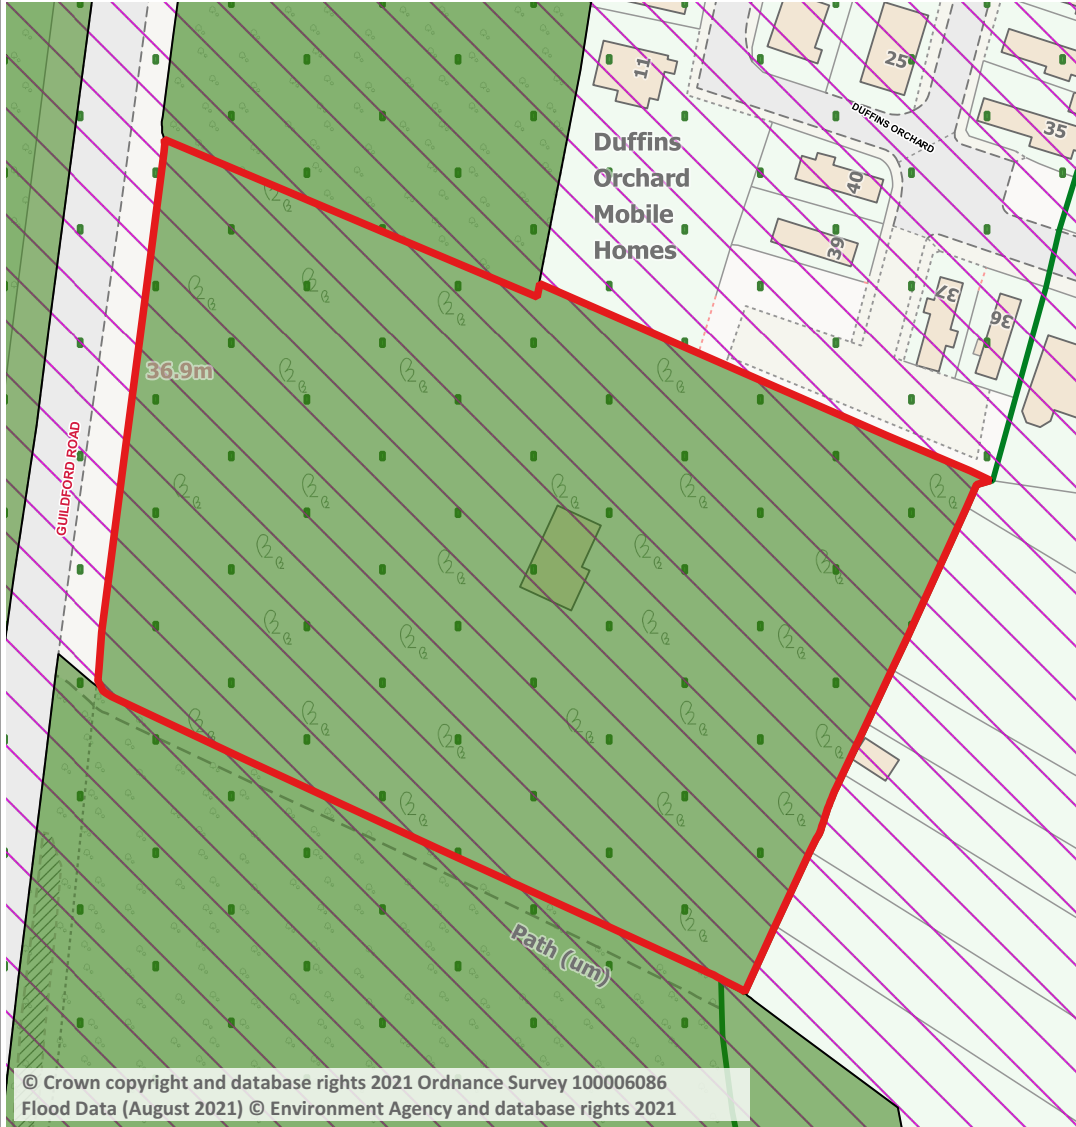 11
25
35
DUFFINS ORCHARD
Duffins
Orchard
Mobile
Homes
40
39
37
36
36.9m
GUILDFORD ROAD
Path (um)
© Crown copyright and database rights 2021 Ordnance Survey 100006086
Flood Data (August 2021) © Environment Agency and database rights 2021